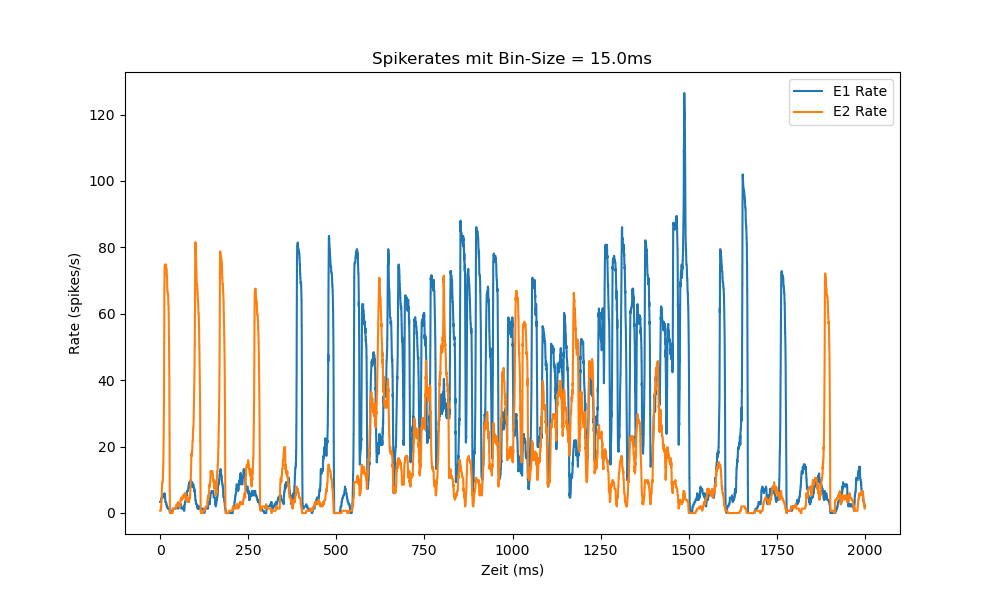 Spikerates mit Bin-Size = 15.0ms
E1 Rate
E2 Rate
Rate (spikes/s)
120
100
80
60
40
20
0
0 250 500 750 1000 1250 1500 1750 2000
Zeit (ms)